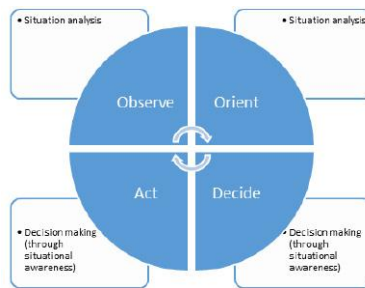 • Situation analysis
• Situation analysis
Observe
Orient
Act
Decide
• Decision making
(through
situational
awareness)
• Decision making
(through
situational
awareness)